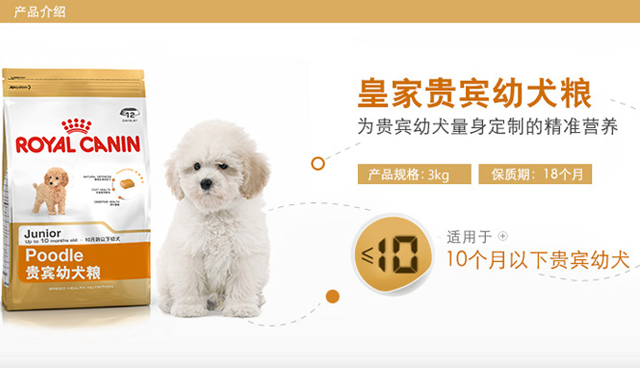 产品介绍
皇家贵宾幼犬粮
为贵宾幼犬量身定制的精准营养
产品规格: 3kg
保质期: 18个月
≤10
适用于
10个月以下贵宾幼犬
12
ROYAL CANIN
Junior
Up to 10 months old - 10月龄以下幼犬
Poodle
贵宾幼犬粮